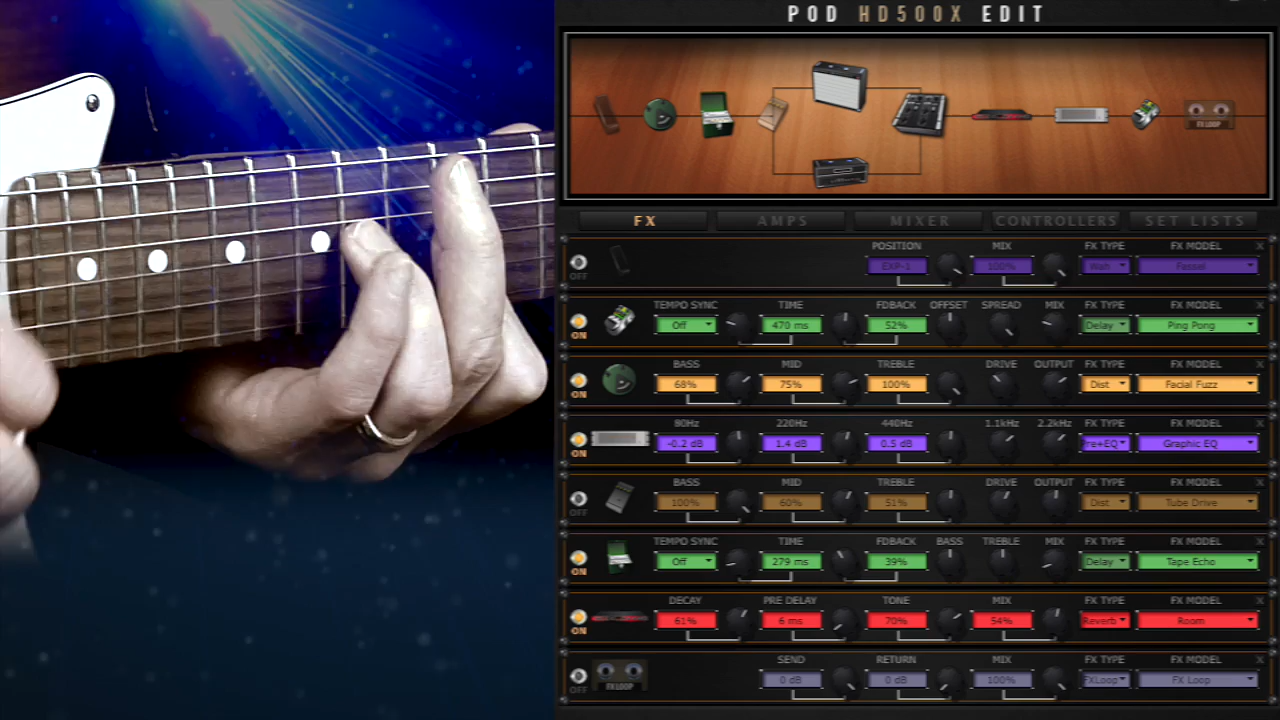 POD HD500X EDIT
FX LOOP
FX AMPS MIXER CONTROLLERS SET LISTS
POSITION MIX FX TYPE FX MODEL X
OFF EXP-1 100% Wah Fassel
TEMPO SYNC TIME FDBACK OFFSET SPREAD MIX FX TYPE FX MODEL X
ON Off 470 ms 52% Delay Ping Pong
BASS MID TREBLE DRIVE OUTPUT FX TYPE FX MODEL X
ON 68% 75% 100% Dist Facial Fuzz
80Hz 220Hz 440Hz 1.1kHz 2.2kHz FX TYPE FX MODEL X
ON -0.2 dB 1.4 dB 0.5 dB re+EQ Graphic EQ
BASS MID TREBLE DRIVE OUTPUT FX TYPE FX MODEL X
OFF 100% 60% 51% Dist Tube Drive
TEMPO SYNC TIME FDBACK BASS TREBLE MIX FX TYPE FX MODEL X
ON Off 279 ms 39% Delay Tape Echo
DECAY PRE DELAY TONE MIX FX TYPE FX MODEL X
ON 61% 6 ms 70% 54% Reverb Room
SEND RETURN MIX FX TYPE FX MODEL X
OFF FX LOOP 0 dB 0 dB 100% FXLoop FX Loop